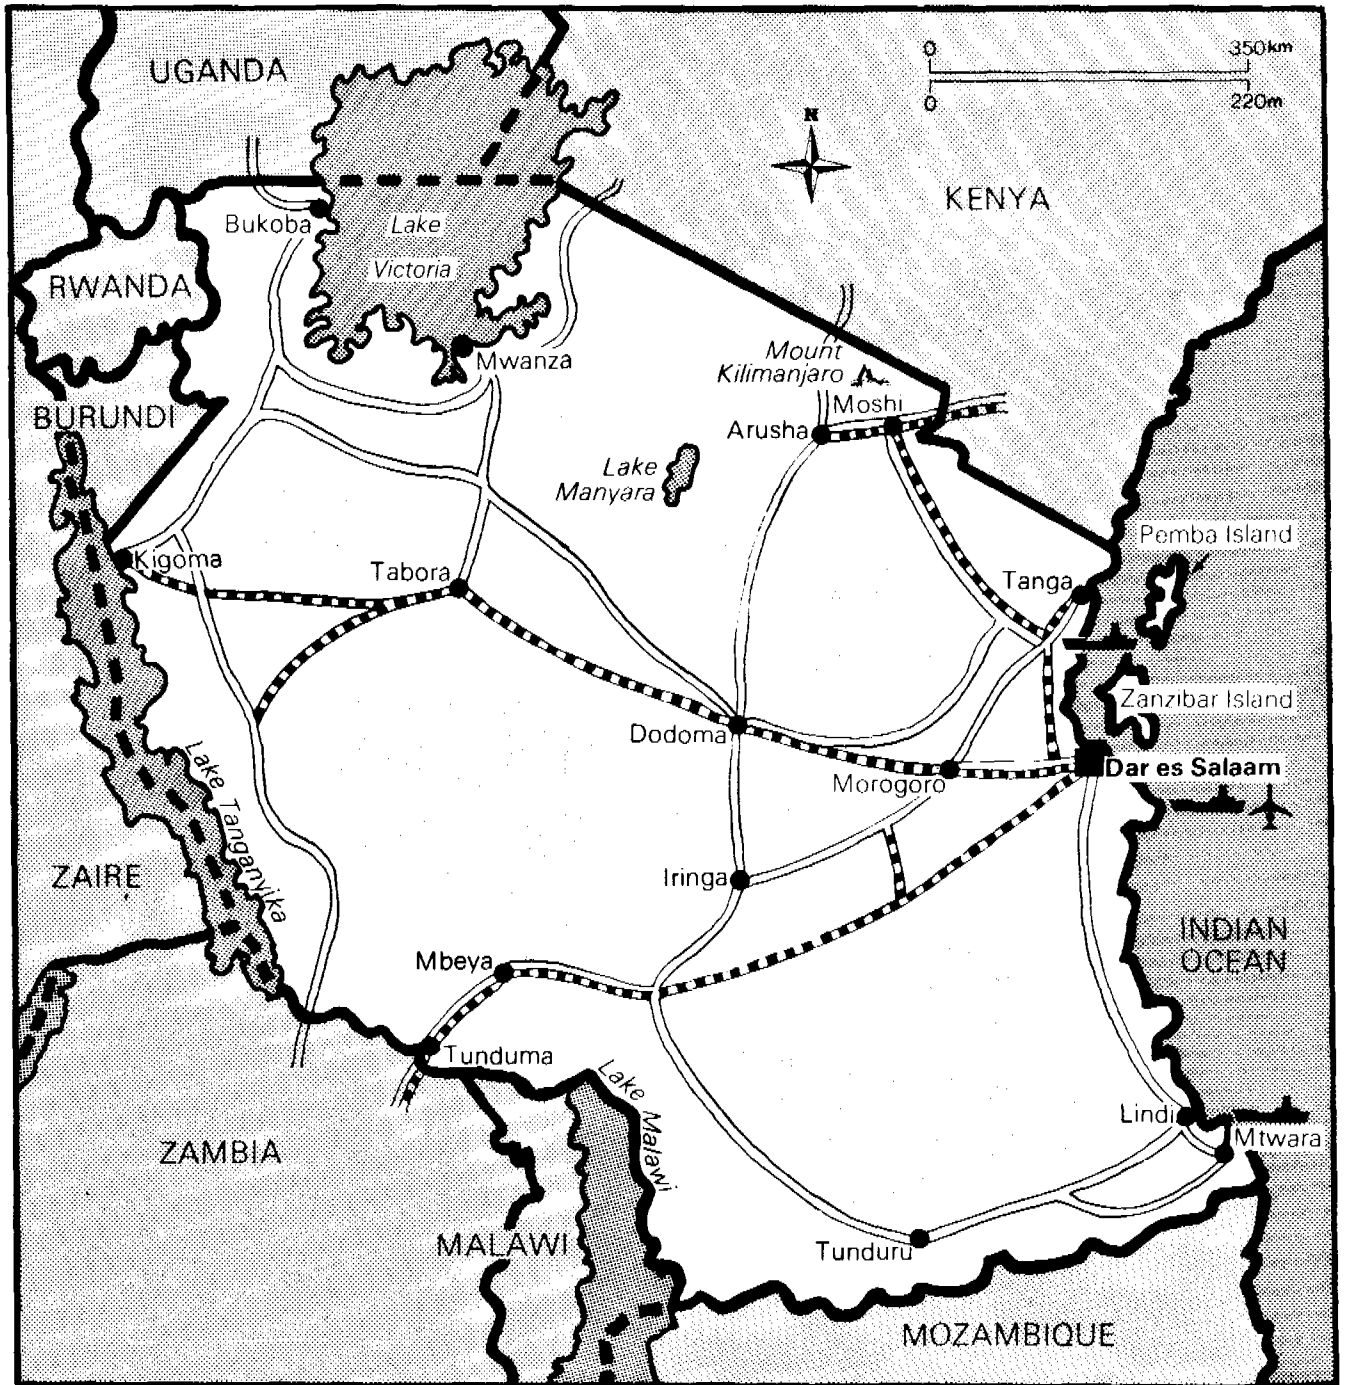 0 350km
UGANDA
0 220m
N
KENYA
Bukoba
Lake
Victoria
RWANDA
Mwanza
Mount
Kilimanjaro
Moshi
BURUNDI
Arusha
Lake
Manyara
Pemba Island
Kigoma
Tabora
Tanga
Zanzibar Island
Dodoma
Dar es Salaam
Morogoro
Lake Tanganyika
ZAIRE
Iringa
INDIAN
OCEAN
Mbeya
Tunduma
Lake Malawi
Lindi
Mtwara
ZAMBIA
MALAWI
Tunduru
MOZAMBIQUE